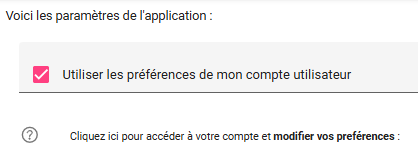 Voici les paramètres de l'application :
Utiliser les préférences de mon compte utilisateur
Cliquez ici pour accéder à votre compte et modifier vos preférences :